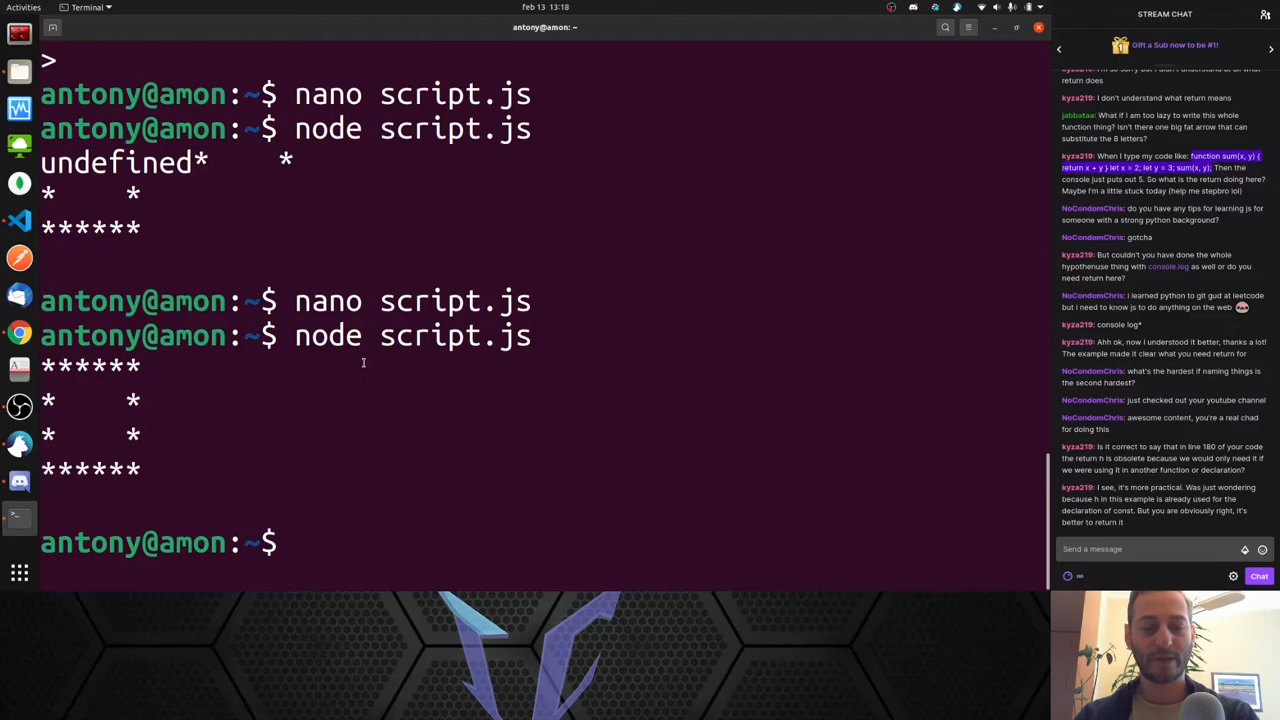 Activities
Terminal
feb 13 13:18
antony@amon: ~
>
antony@amon:~$ nano script.js
antony@amon:~$ node script.js
undefined*    *
*    *
******
antony@amon:~$ nano script.js
antony@amon:~$ node script.js
******
*    *
*    *
******
antony@amon:~$
STREAM CHAT
Gift a Sub now to be #1!
return does
kyza219: I don't understand what return means
jabbataa: What if I am too lazy to write this whole
function thing? Isn't there one big fat arrow that can
substitute the 8 letters?
kyza219: When I type my code like: function sum(x, y) {
return x + y } let x = 2; let y = 3; sum(x, y); Then the
console just puts out 5. So what is the return doing here?
Maybe I'm a little stuck today (help me stepbro lol)
NoCondomChris: do you have any tips for learning js for
someone with a strong python background?
NoCondomChris: gotcha
kyza219: But couldn't you have done the whole
hypothenuse thing with console.log as well or do you
need return here?
NoCondomChris: i learned python to git gud at leetcode
but i need to know js to do anything on the web
kyza219: console log*
kyza219: Ahh ok, now I understood it better, thanks a lot!
The example made it clear what you need return for
NoCondomChris: what's the hardest if naming things is
the second hardest?
NoCondomChris: just checked out your youtube channel
NoCondomChris: awesome content, you're a real chad
for doing this
kyza219: Is it correct to say that in line 180 of your code
the return h is obsolete because we would only need it if
we were using it in another function or declaration?
kyza219: I see, it's more practical. Was just wondering
because h in this example is already used for the
declaration of const. But you are obviously right, it's
better to return it
Send a message
Chat